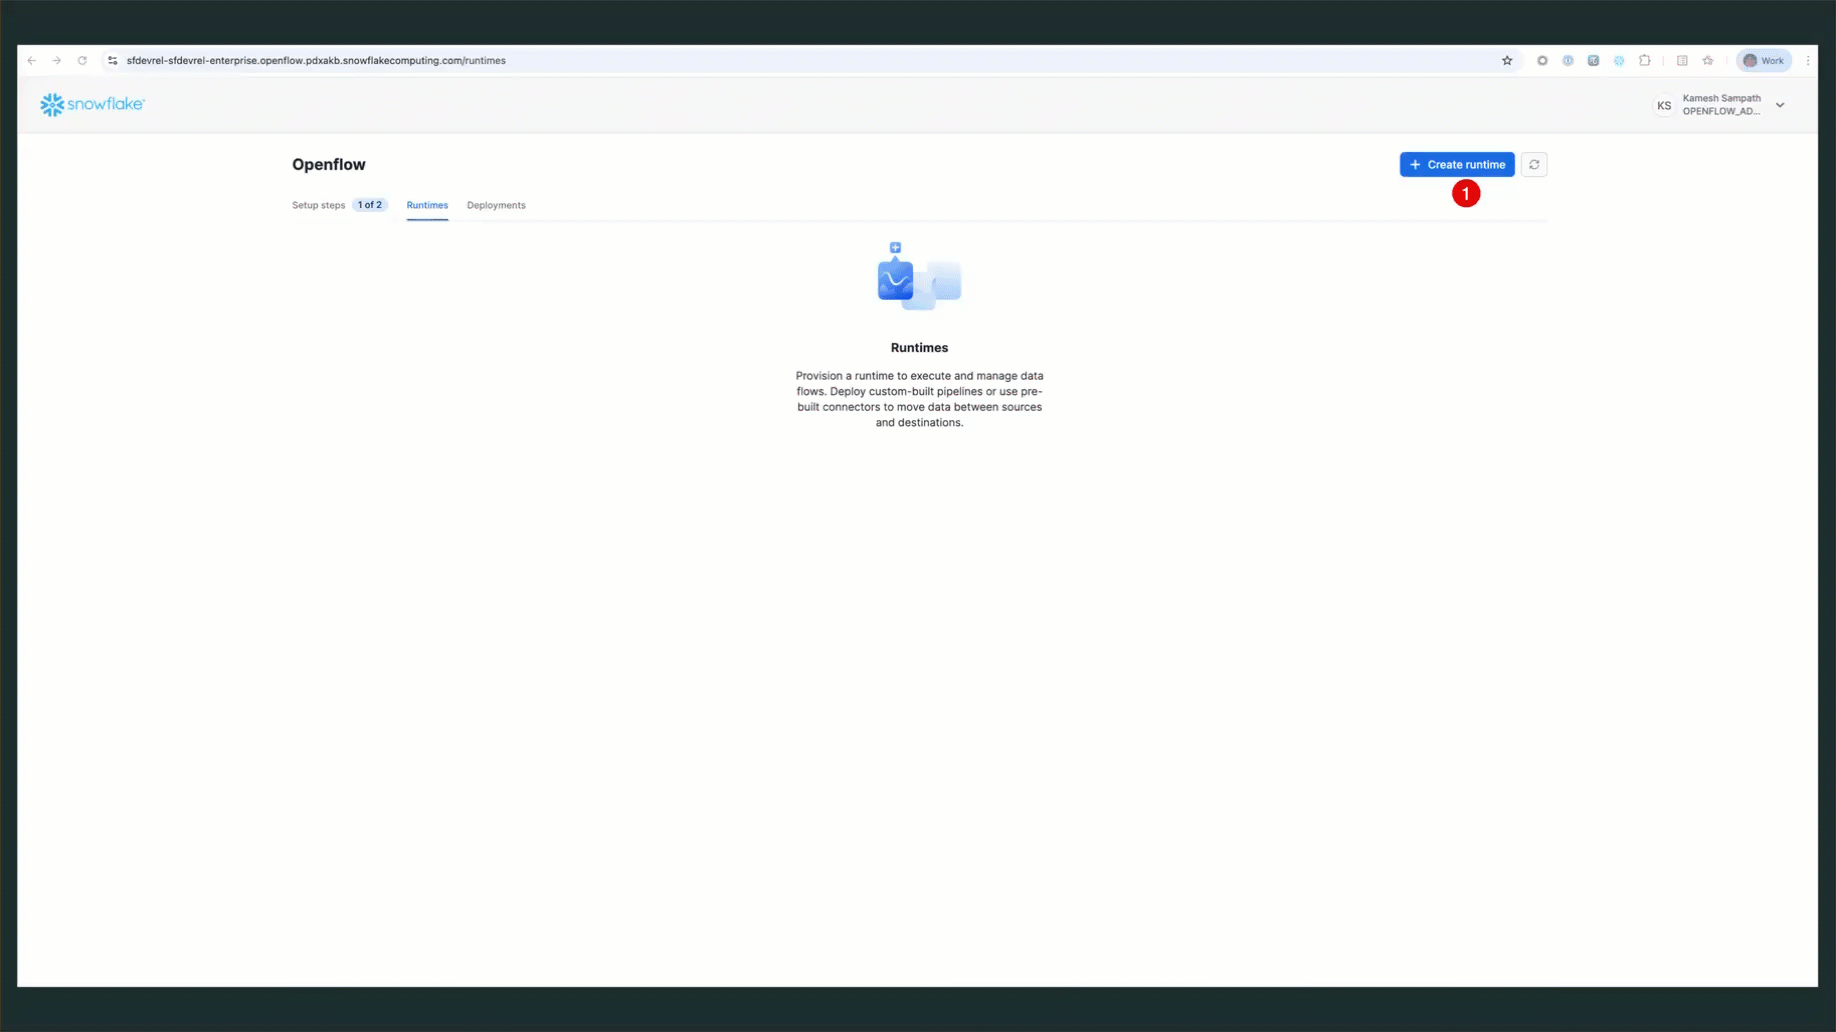 sfdevrel-sfdevrel-enterprise.openflow.pdxakb.snowflakecomputing.com/runtimes
Work
snowflake
KS
Kamesh Sampath
OPENFLOW_AD...
Openflow
+ Create runtime
1
Setup steps 1 of 2 Runtimes Deployments
Runtimes
Provision a runtime to execute and manage data
flows. Deploy custom-built pipelines or use pre-
built connectors to move data between sources
and destinations.